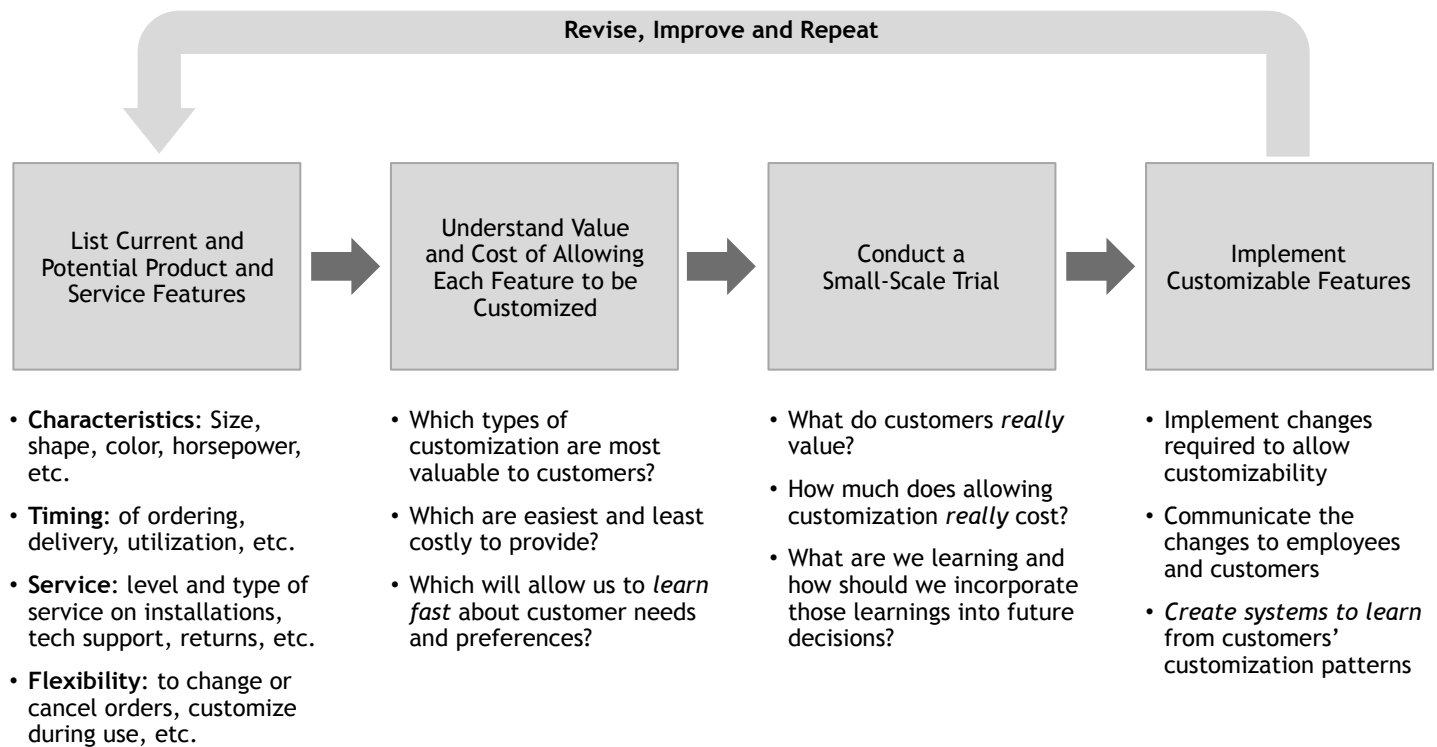 Revise, Improve and Repeat
List Current and
Potential Product and
Service Features
Understand Value
and Cost of Allowing
Each Feature to be
Customized
Conduct a
Small-Scale Trial
Implement
Customizable Features
• Characteristics: Size,
shape, color, horsepower,
etc.
• Timing: of ordering,
delivery, utilization, etc.
• Service: level and type of
service on installations,
tech support, returns, etc.
• Flexibility: to change or
cancel orders, customize
during use, etc.
• Which types of
customization are most
valuable to customers?
• Which are easiest and least
costly to provide?
• Which will allow us to learn
fast about customer needs
and preferences?
• What do customers really
value?
• How much does allowing
customization really cost?
• What are we learning and
how should we incorporate
those learnings into future
decisions?
• Implement changes
required to allow
customizability
• Communicate the
changes to employees
and customers
• Create systems to learn
from customers’
customization patterns